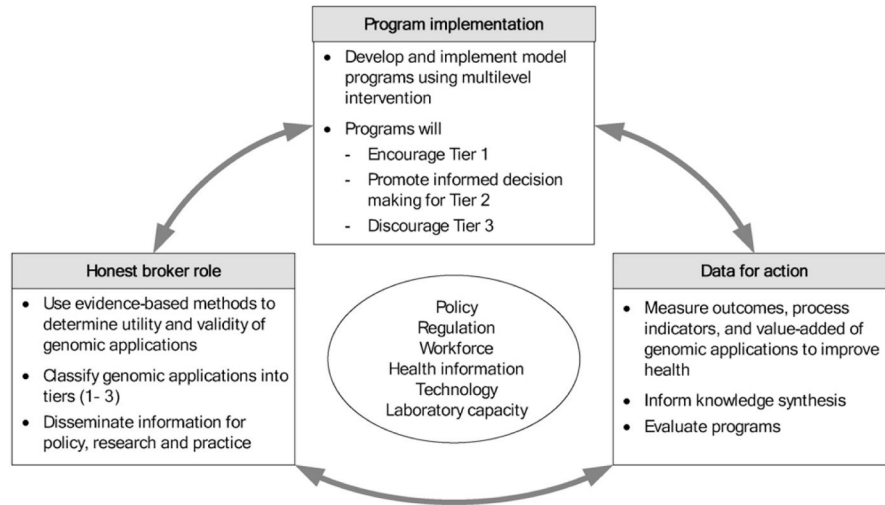 Program implementation
• Develop and implement model
programs using multilevel
intervention
• Programs will
- Encourage Tier 1
- Promote informed decision
making for Tier 2
- Discourage Tier 3
Honest broker role
• Use evidence-based methods to
determine utility and validity of
genomic applications
• Classify genomic applications into
tiers (1- 3)
• Disseminate information for
policy, research and practice
Policy
Regulation
Workforce
Health information
Technology
Laboratory capacity
Data for action
• Measure outcomes, process
indicators, and value-added of
genomic applications to improve
health
• Inform knowledge synthesis
• Evaluate programs